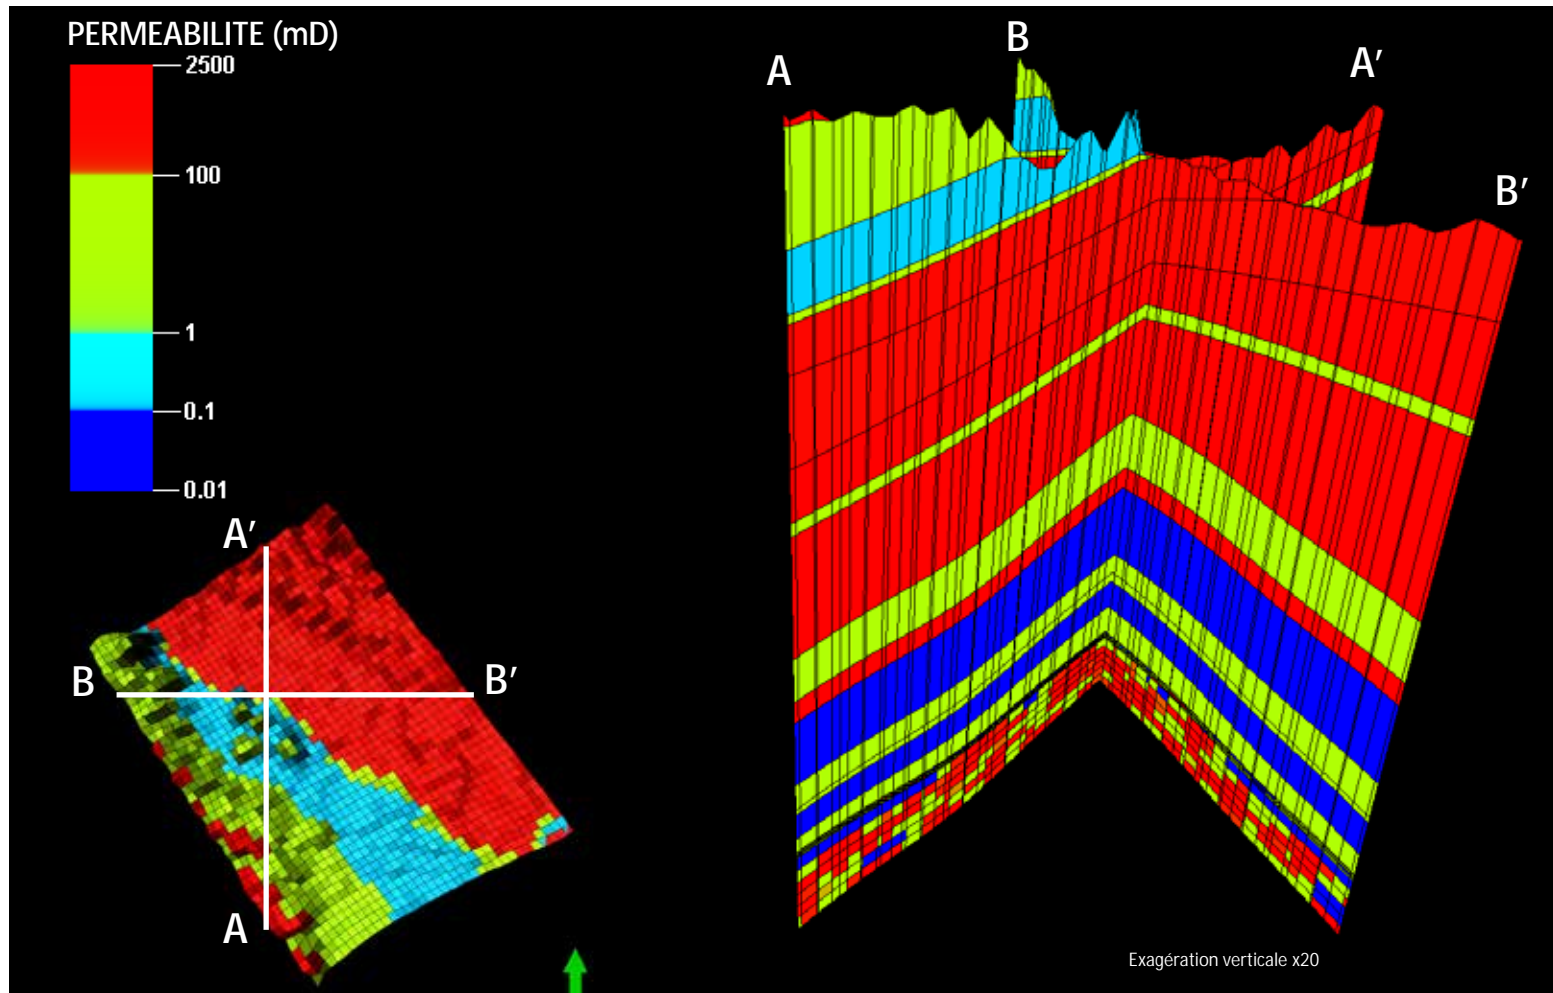 PERMEABILITE (mD)
2500
100
1
0.1
0.01
A'
B
B'
A
A
B
A'
B'
Exagération verticale x20